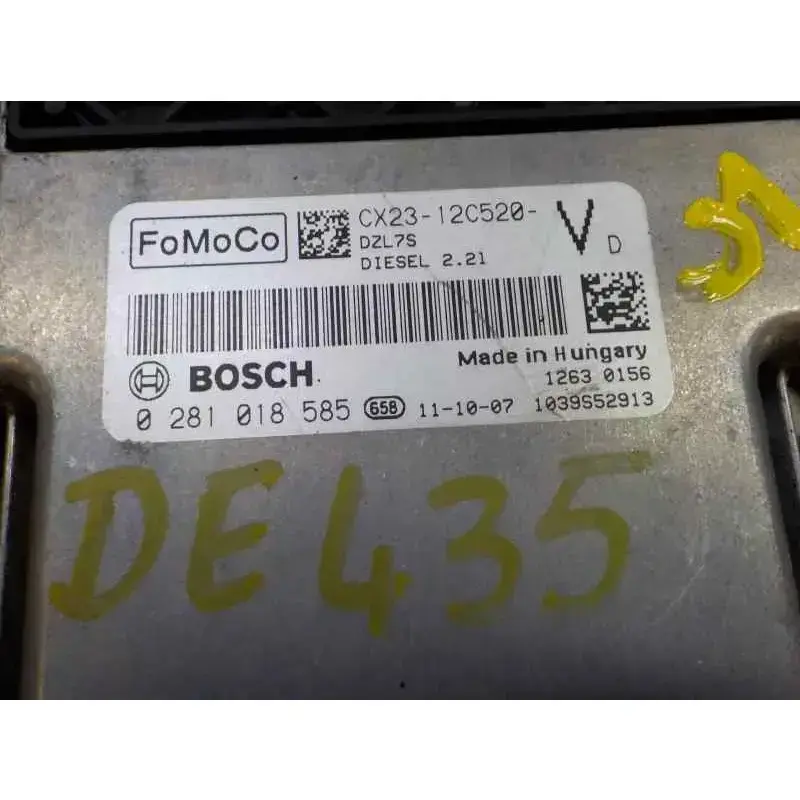 FoMoCo
CX23-12C520- V D
DZL7S
DIESEL 2.2l
Made in Hungary
1263 0156
BOSCH
0 281 018 585 658 11-10-07 1039S52913
DE435